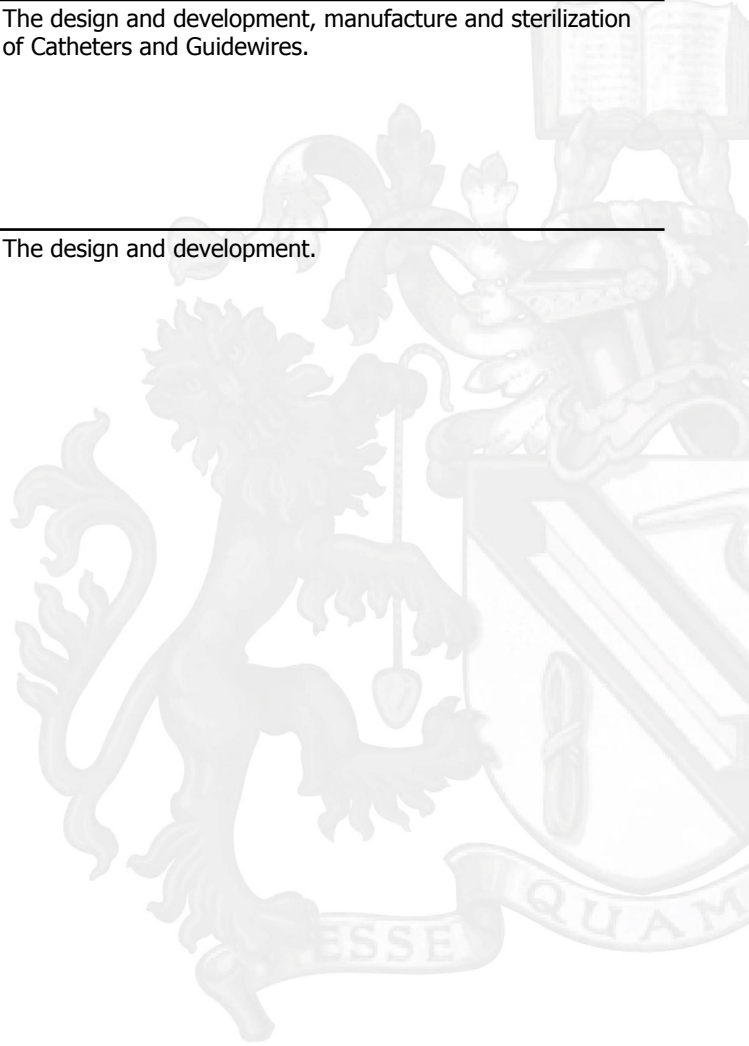 The design and development, manufacture and sterilization
of Catheters and Guidewires.
The design and development.
ESSE QUAM